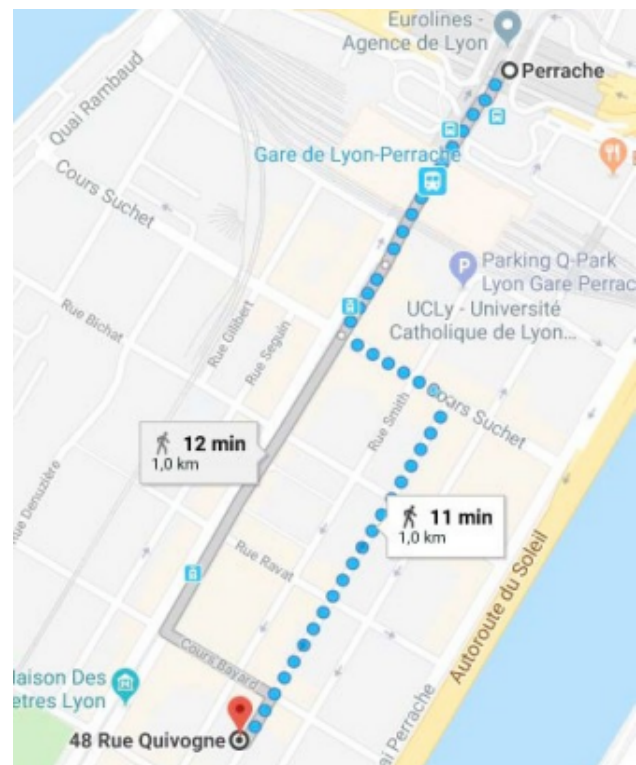 Eurolines -
Agence de Lyon
Perrache
Quai Rambaud
Gare de Lyon-Perrache
Cours Suchet
Parking Q-Park
Lyon Gare Perrac
UCLy - Université
Catholique de Lyon...
Rue Bichat
Rue Gilibert
Rue Seguin
Rue Smith
Cours Suchet
12 min
1,0 km
11 min
1,0 km
Rue Denuzière
Rue Ravat
Autoroute du Soleil
Cours Bayard
Maison Des
etres Lyon
ai Perrache
48 Rue Quivogne